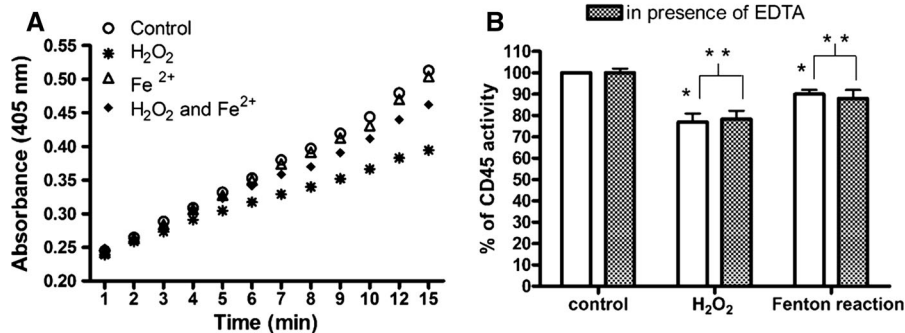 A
Control
H₂O₂
Fe ²⁺
H₂O₂ and Fe²⁺
Absorbance (405 nm)
0.55
0.50
0.45
0.40
0.35
0.30
0.25
0.20
1 2 3 4 5 6 7 8 9 10 12 15
Time (min)
B
in presence of EDTA
% of CD45 activity
110
100
90
80
70
60
50
40
30
20
10
0
*
* *
*
* *
control H₂O₂ Fenton reaction